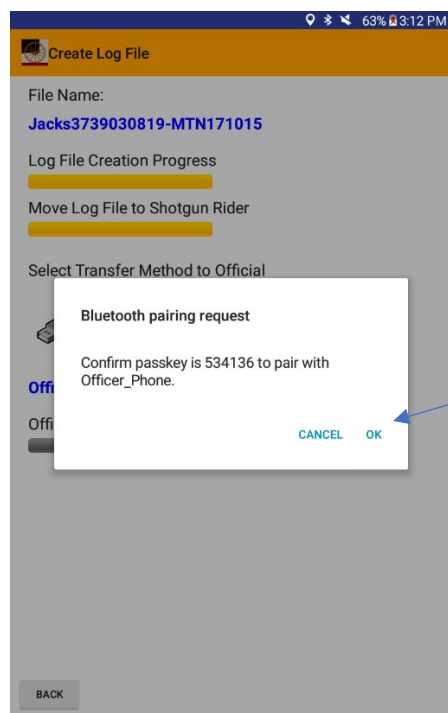 63% 3:12 PM
Create Log File
File Name:
Jacks3739030819-MTN171015
Log File Creation Progress
Move Log File to Shotgun Rider
Select Transfer Method to Official
Bluetooth pairing request
Confirm passkey is 534136 to pair with
Officer_Phone.
Offi
Offi
CANCEL OK
BACK